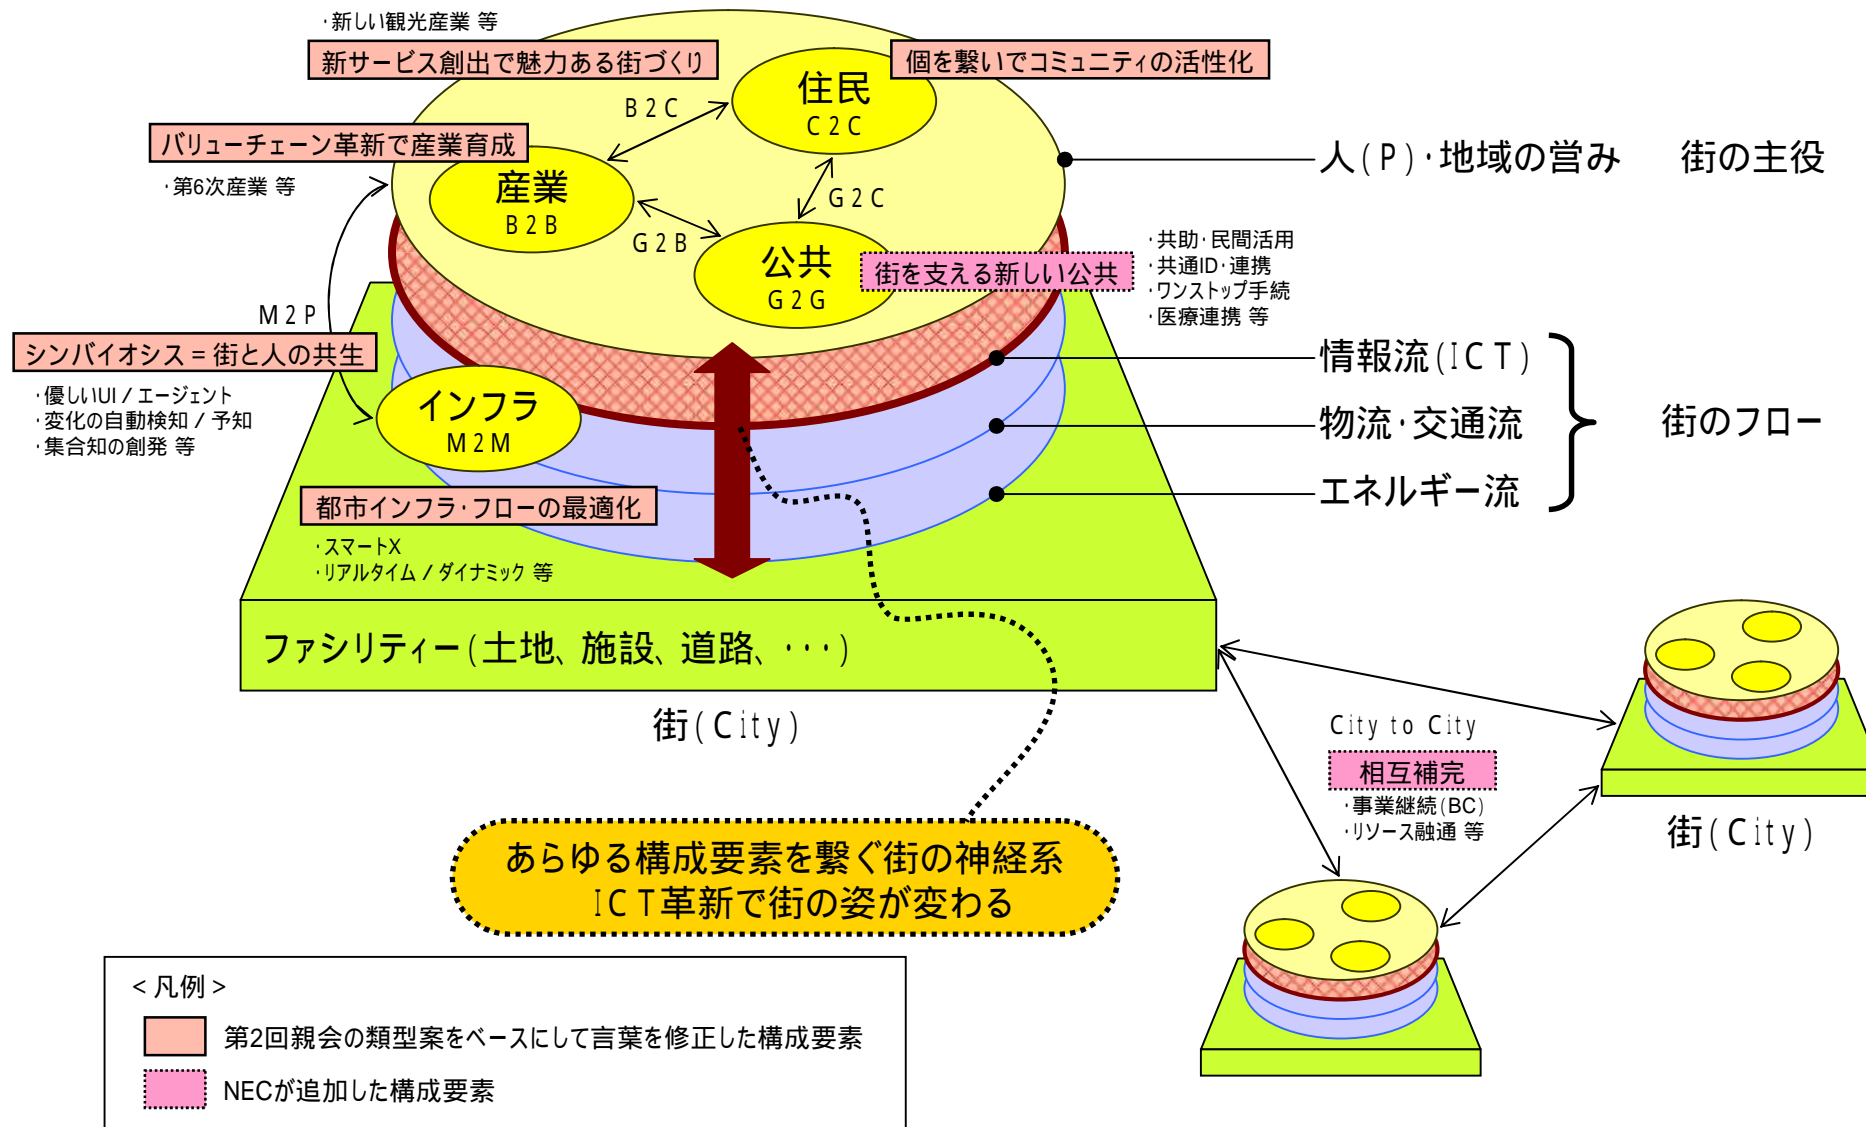 ・新しい観光産業 等
新サービス創出で魅力ある街づくり
個を繋いでコミュニティの活性化
住民
C2C
B2C
バリューチェーン革新で産業育成
・第6次産業 等
産業
B2B
G2C
G2B
公共
G2G
街を支える新しい公共
・共助・民間活用
・共通ID・連携
・ワンストップ手続
・医療連携 等
人(P)・地域の営み 街の主役
M2P
シンバイオシス=街と人の共生
・優しいUI / エージェント
・変化の自動検知 / 予知
・集合知の創発 等
インフラ
M2M
情報流(ICT)
物流・交通流
エネルギー流
街のフロー
都市インフラ・フローの最適化
・スマートX
・リアルタイム / ダイナミック 等
ファシリティー(土地、施設、道路、・・・)
街(City)
City to City
相互補完
・事業継続(BC)
・リソース融通 等
街(City)
あらゆる構成要素を繋ぐ街の神経系
ICT革新で街の姿が変わる
<凡例>
第2回親会の類型案をベースにして言葉を修正した構成要素
NECが追加した構成要素